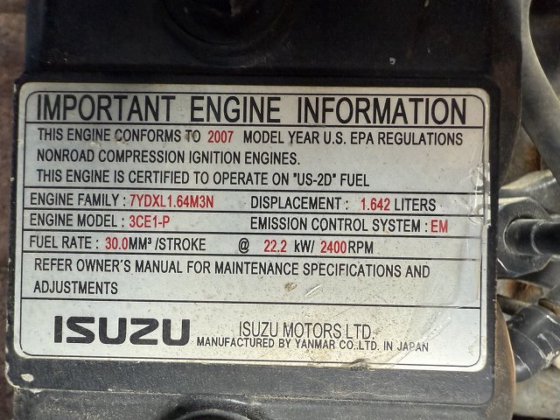 IMPORTANT ENGINE INFORMATION
THIS ENGINE CONFORMS TO 2007 MODEL YEAR U.S. EPA REGULATIONS
NONROAD COMPRESSION IGNITION ENGINES.
THIS ENGINE IS CERTIFIED TO OPERATE ON "US-2D" FUEL
ENGINE FAMILY : 7YDXL1.64M3N DISPLACEMENT : 1.642 LITERS
ENGINE MODEL : 3CE1-P EMISSION CONTROL SYSTEM : EM
FUEL RATE : 30.0MM³ /STROKE @ 22.2 kW/ 2400RPM
REFER OWNER'S MANUAL FOR MAINTENANCE SPECIFICATIONS AND
ADJUSTMENTS
ISUZU ISUZU MOTORS LTD.
MANUFACTURED BY YANMAR CO.,LTD. IN JAPAN